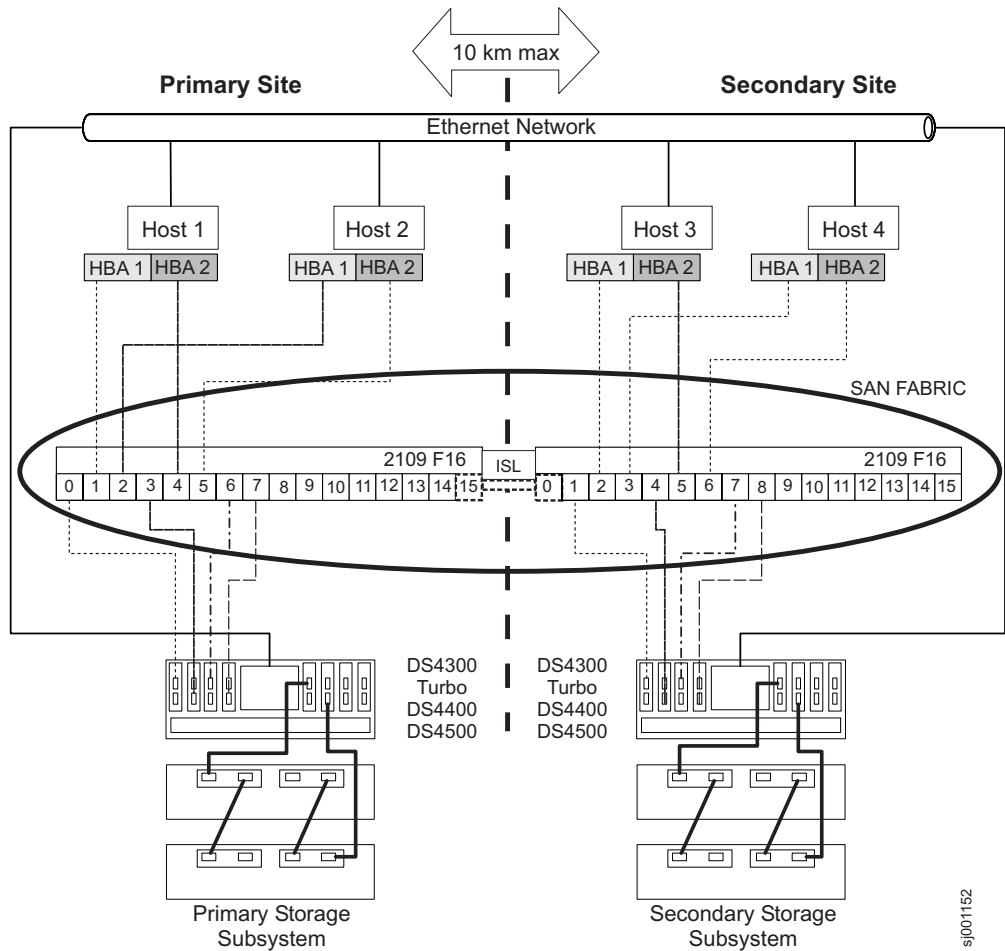 10 km max
Primary Site
Secondary Site
Ethernet Network
Host 1
Host 2
Host 3
Host 4
HBA 1 HBA 2
HBA 1 HBA 2
HBA 1 HBA 2
HBA 1 HBA 2
SAN FABRIC
2109 F16
ISL
2109 F16
0 1 2 3 4 5 6 7 8 9 10 11 12 13 14 15
0 1 2 3 4 5 6 7 8 9 10 11 12 13 14 15
DS4300
Turbo
DS4400
DS4500
DS4300
Turbo
DS4400
DS4500
Primary Storage
Subsystem
Secondary Storage
Subsystem
sj001152